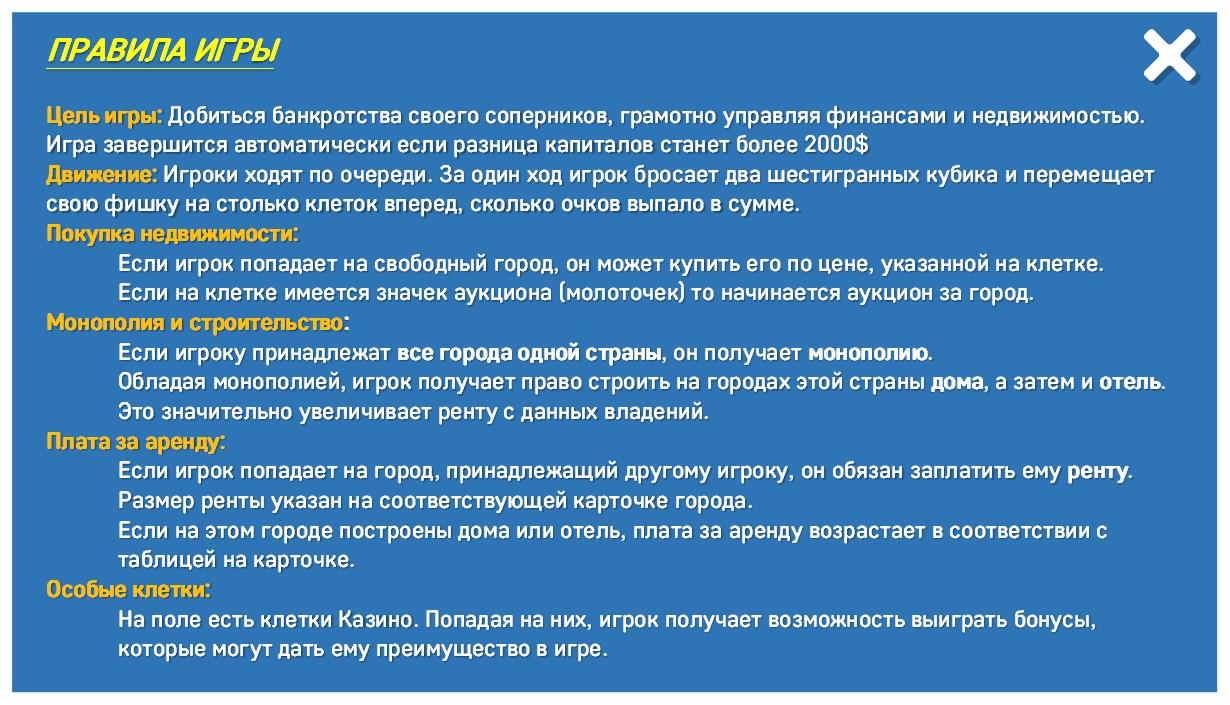 ПРАВИЛА ИГРЫ
Цель игры: Добиться банкротства своего соперников, грамотно управляя финансами и недвижимостью.
Игра завершится автоматически если разница капиталов станет более 2000$
Движение: Игроки ходят по очереди. За один ход игрок бросает два шестигранных кубика и перемещает
свою фишку на столько клеток вперед, сколько очков выпало в сумме.
Покупка недвижимости:
Если игрок попадает на свободный город, он может купить его по цене, указанной на клетке.
Если на клетке имеется значек аукциона (молоточек) то начинается аукцион за город.
Монополия и строительство:
Если игроку принадлежат все города одной страны, он получает монополию.
Обладая монополией, игрок получает право строить на городах этой страны дома, а затем и отель.
Это значительно увеличивает ренту с данных владений.
Плата за аренду:
Если игрок попадает на город, принадлежащий другому игроку, он обязан заплатить ему ренту.
Размер ренты указан на соответствующей карточке города.
Если на этом городе построены дома или отель, плата за аренду возрастает в соответствии с
таблицей на карточке.
Особые клетки:
На поле есть клетки Казино. Попадая на них, игрок получает возможность выиграть бонусы,
которые могут дать ему преимущество в игре.